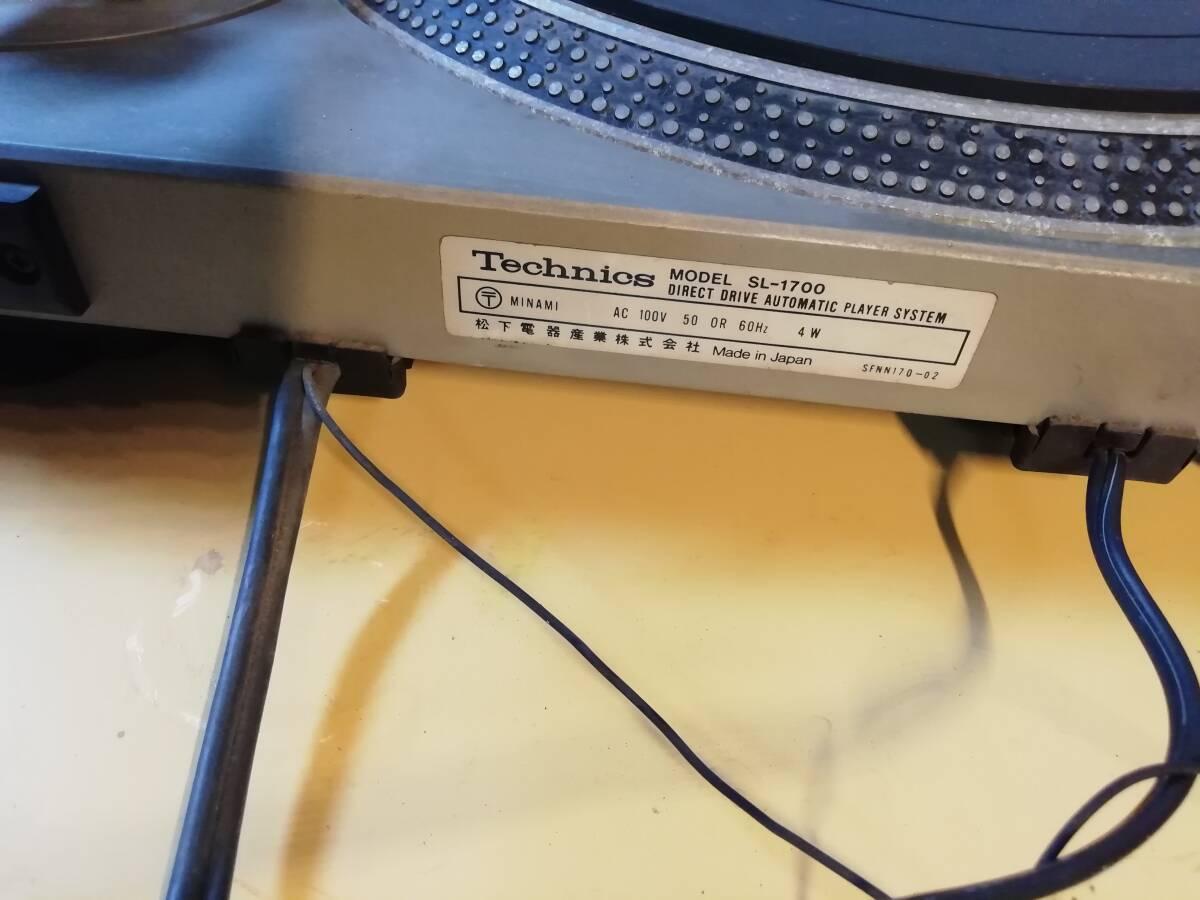 Technics MODEL SL-1700
DIRECT DRIVE AUTOMATIC PLAYER SYSTEM
〒 MINAMI AC 100V 50 OR 60Hz 4W
松下電器産業株式会社 Made in Japan SFNN170-02